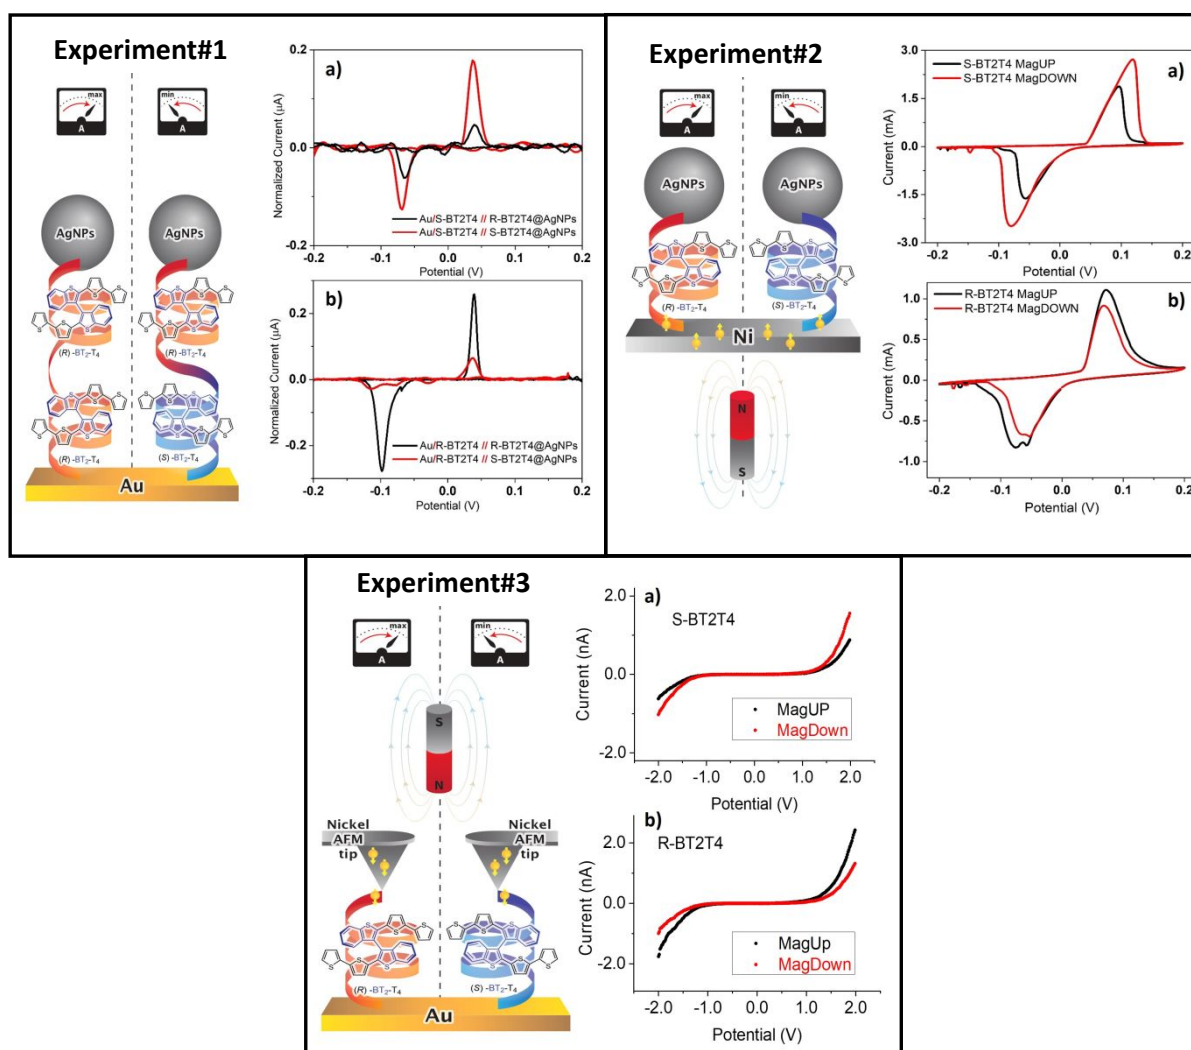 Experiment#1
max
A
min
A
AgNPs
AgNPs
(R) -BT2-T4
(R) -BT2-T4
(R) -BT2-T4
(S) -BT2-T4
Au
a)
0.2
0.0
-0.2
Normalized Current (µA)
Au/S-BT2T4 // R-BT2T4@AgNPs
Au/S-BT2T4 // S-BT2T4@AgNPs
-0.2 -0.1 0.0 0.1 0.2
Potential (V)
b)
0.2
0.0
-0.2
Normalized Current (µA)
Au/R-BT2T4 // R-BT2T4@AgNPs
Au/R-BT2T4 // S-BT2T4@AgNPs
-0.2 -0.1 0.0 0.1 0.2
Potential (V)
Experiment#2
max
A
min
A
AgNPs
AgNPs
(R) -BT2-T4
(S) -BT2-T4
Ni
N
S
a)
S-BT2T4 MagUP
S-BT2T4 MagDOWN
3.0
1.5
0.0
-1.5
-3.0
Current (mA)
-0.2 -0.1 0.0 0.1 0.2
Potential (V)
b)
R-BT2T4 MagUP
R-BT2T4 MagDOWN
1.0
0.5
0.0
-0.5
-1.0
Current (mA)
-0.2 -0.1 0.0 0.1 0.2
Potential (V)
Experiment#3
max
A
min
A
S
N
Nickel
AFM
tip
Nickel
AFM
tip
(R) -BT2-T4
(S) -BT2-T4
Au
a)
S-BT2T4
2.0
0.0
-2.0
Current (nA)
MagUP
MagDown
-2.0 -1.0 0.0 1.0 2.0
Potential (V)
b)
R-BT2T4
2.0
0.0
-2.0
Current (nA)
MagUp
MagDown
-2.0 -1.0 0.0 1.0 2.0
Potential (V)